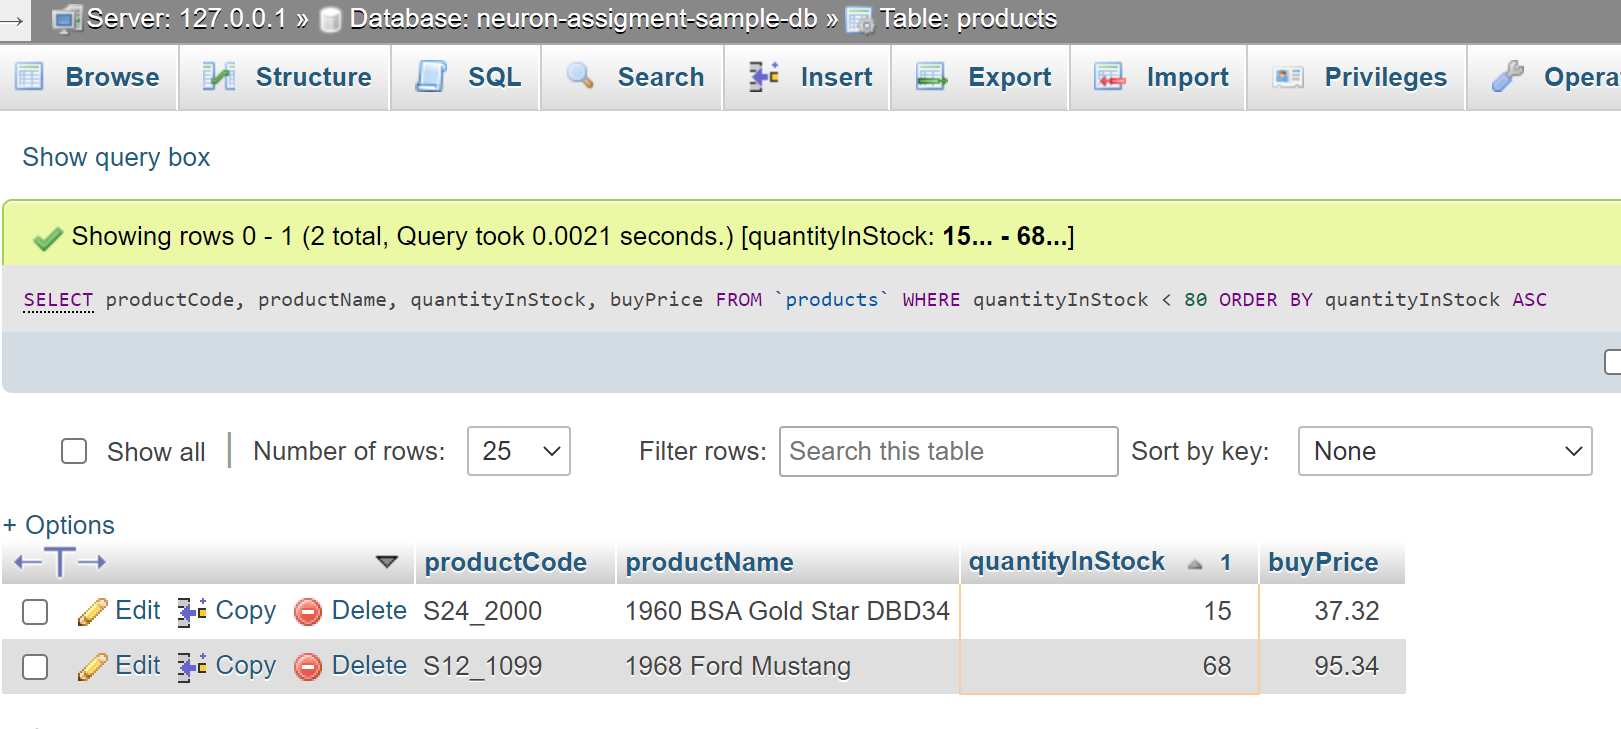 Server: 127.0.0.1 » Database: neuron-assigment-sample-db » Table: products
Browse Structure SQL Search Insert Export Import Privileges Opera
Show query box
Showing rows 0 - 1 (2 total, Query took 0.0021 seconds.) [quantityInStock: 15... - 68...]
SELECT productCode, productName, quantityInStock, buyPrice FROM `products` WHERE quantityInStock < 80 ORDER BY quantityInStock ASC
Show all Number of rows: 25 Filter rows: Search this table Sort by key: None
+ Options
←T→ productCode productName quantityInStock 1 buyPrice
Edit Copy Delete S24_2000 1960 BSA Gold Star DBD34 15 37.32
Edit Copy Delete S12_1099 1968 Ford Mustang 68 95.34